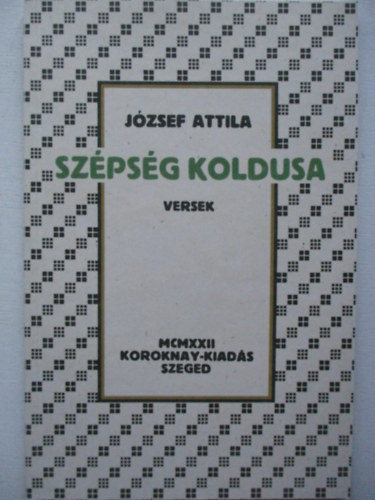 JÓZSEF ATTILA
SZÉPSÉG KOLDUSA
VERSEK
MCMXXII
KOROKNAY-KIADÁS
SZEGED